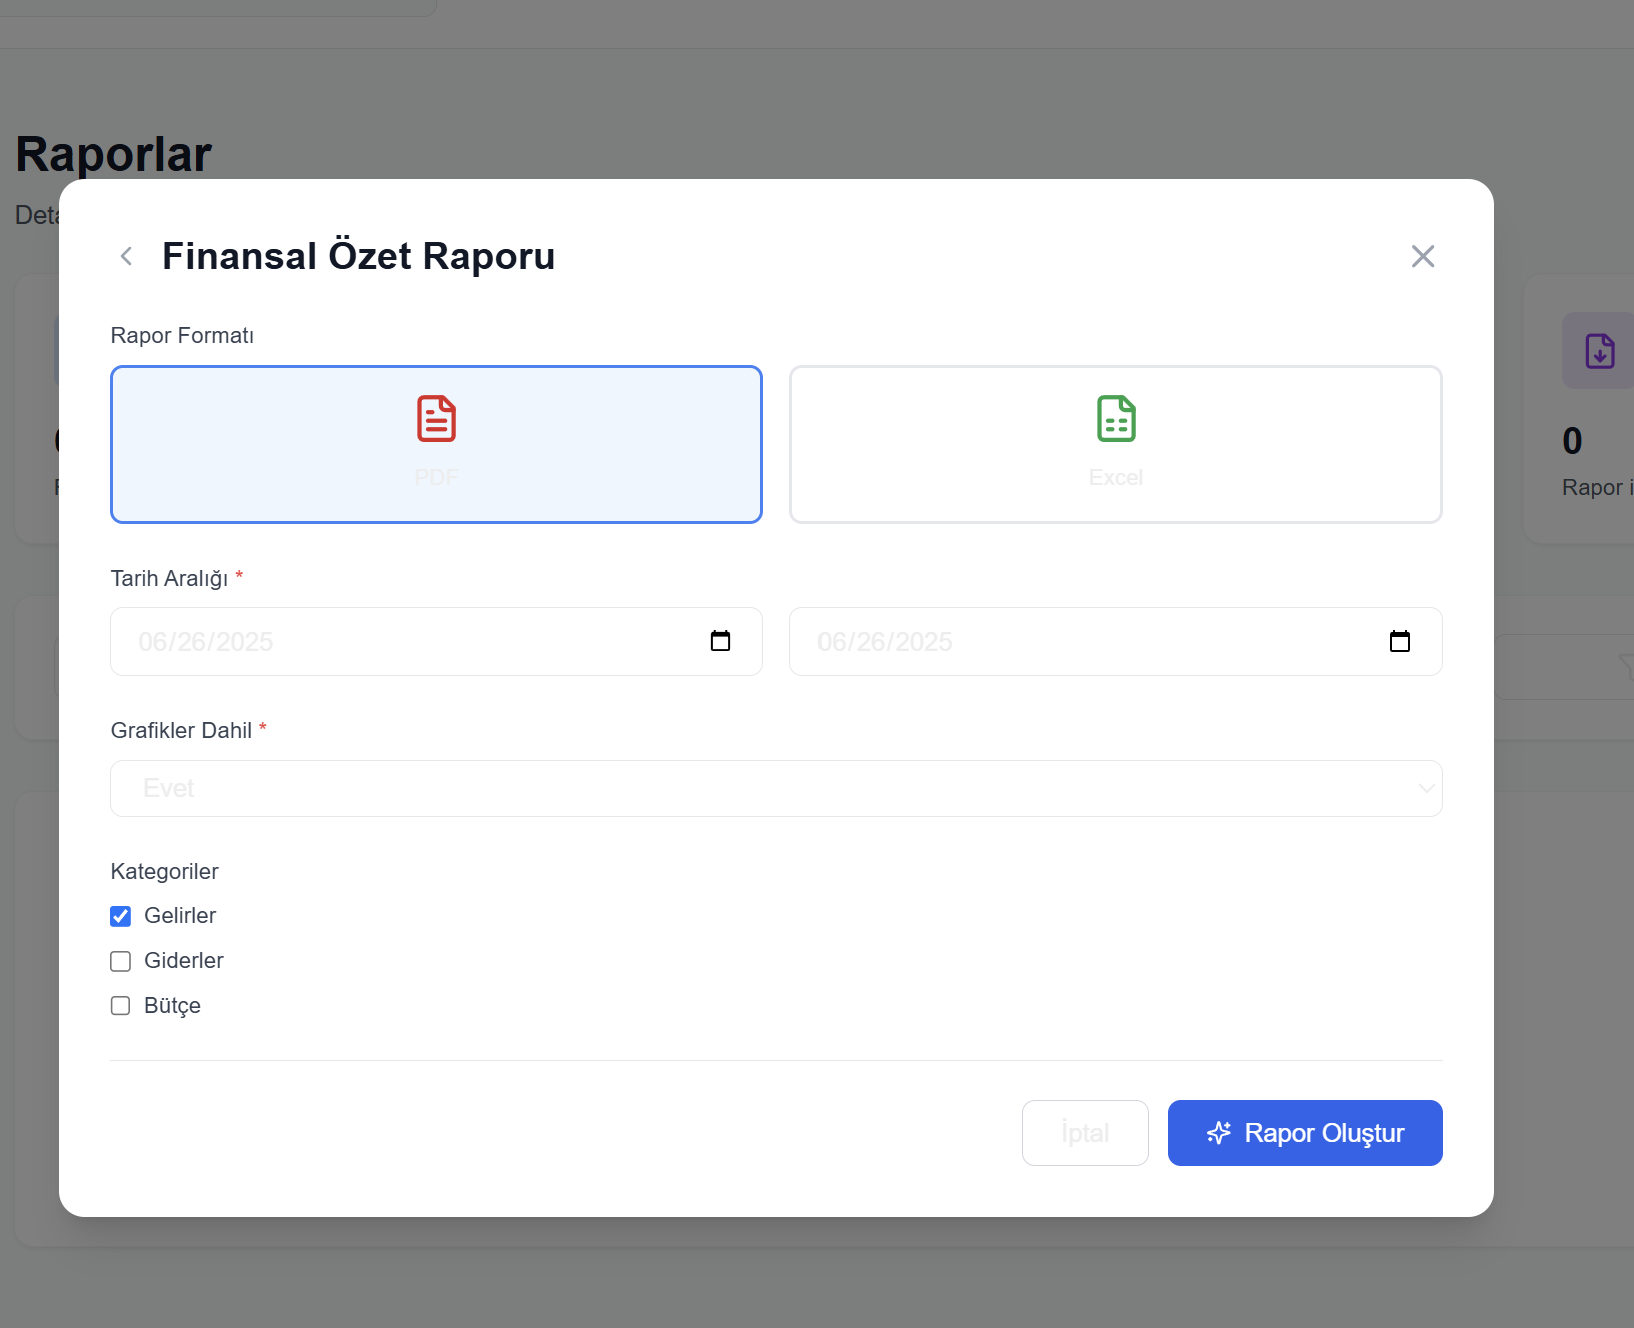 Raporlar
Finansal Özet Raporu
Rapor Formatı
PDF
Excel
0
Rapor
Tarih Aralığı *
06/26/2025
06/26/2025
Grafikler Dahil *
Evet
Kategoriler
Gelirler
Giderler
Bütçe
İptal
Rapor Oluştur